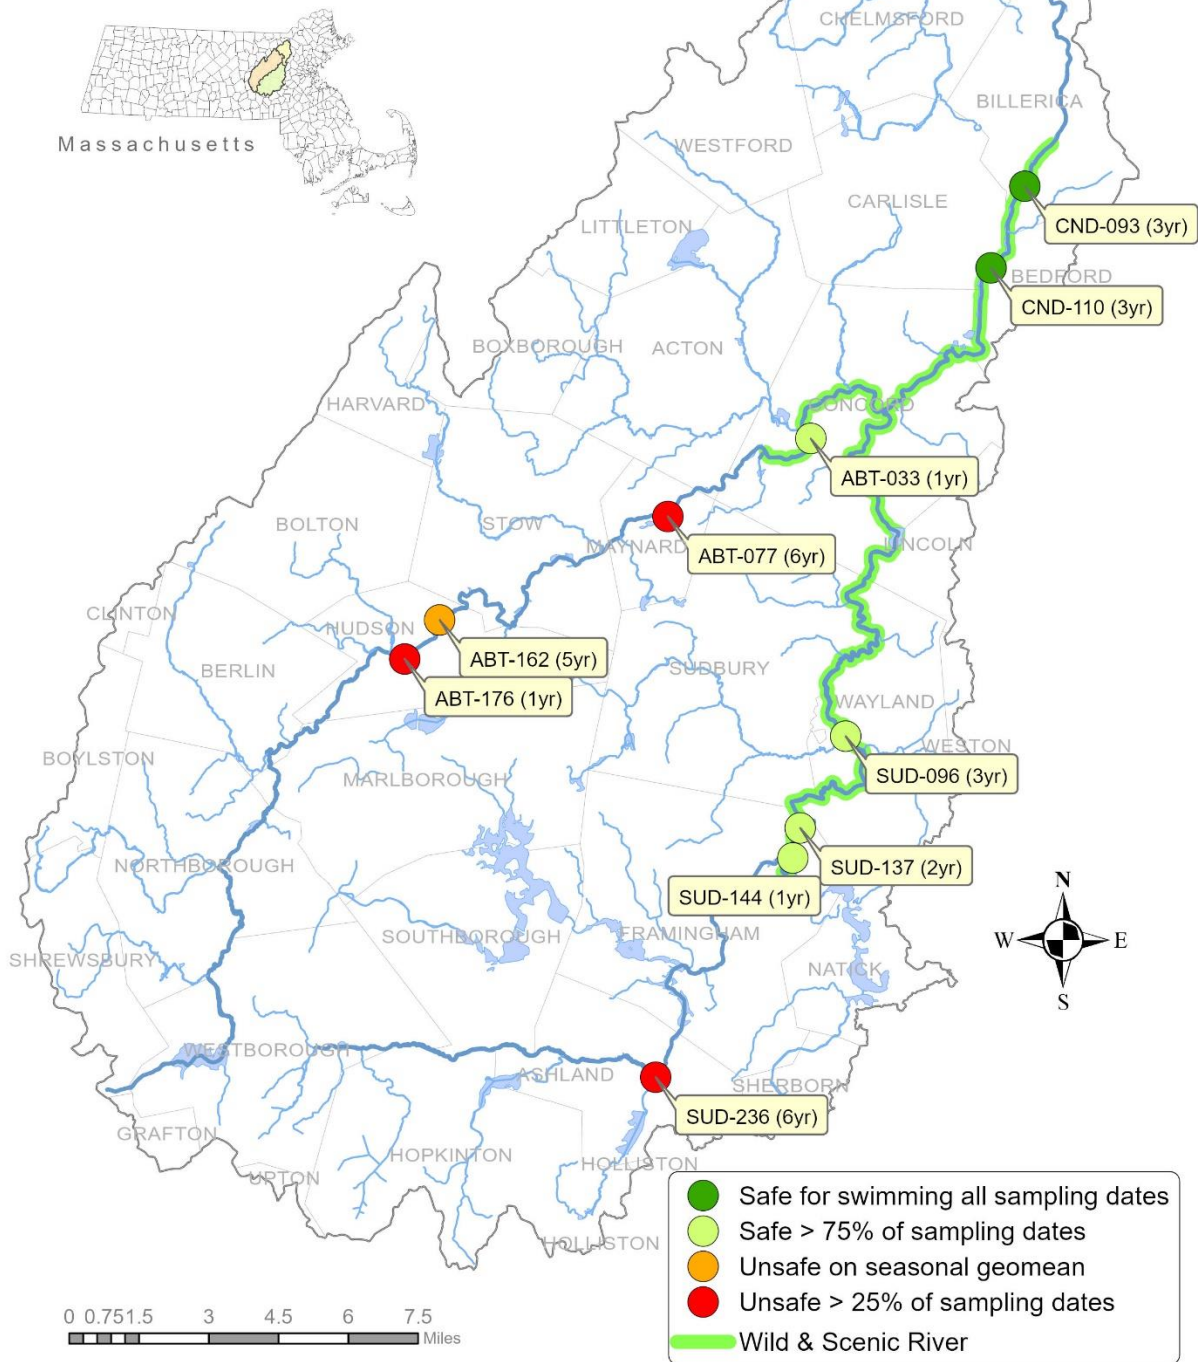 CHELMSFORD
BILLERICA
Massachusetts
WESTFORD
CARLISLE
LITTLETON
CND-093 (3yr)
BEDFORD
CND-110 (3yr)
BOXBOROUGH
ACTON
HARVARD
CONCORD
ABT-033 (1yr)
BOLTON
STOW
MAYNARD
LINCOLN
ABT-077 (6yr)
CLINTON
HUDSON
BERLIN
ABT-162 (5yr)
SUDBURY
ABT-176 (1yr)
WAYLAND
WESTON
BOYLSTON
MARLBOROUGH
SUD-096 (3yr)
NORTHBOROUGH
SUD-137 (2yr)
SUD-144 (1yr)
N
SOUTHBOROUGH
FRAMINGHAM
W E
SHREWSBURY
NATICK
S
WESTBOROUGH
ASHLAND
SHERBORN
SUD-236 (6yr)
GRAFTON
HOPKINTON
HOLLISTON
UPTON
HOLLISTON
Safe for swimming all sampling dates
Safe > 75% of sampling dates
Unsafe on seasonal geomean
Unsafe > 25% of sampling dates
Wild & Scenic River
0 0.75 1.5 3 4.5 6 7.5
Miles